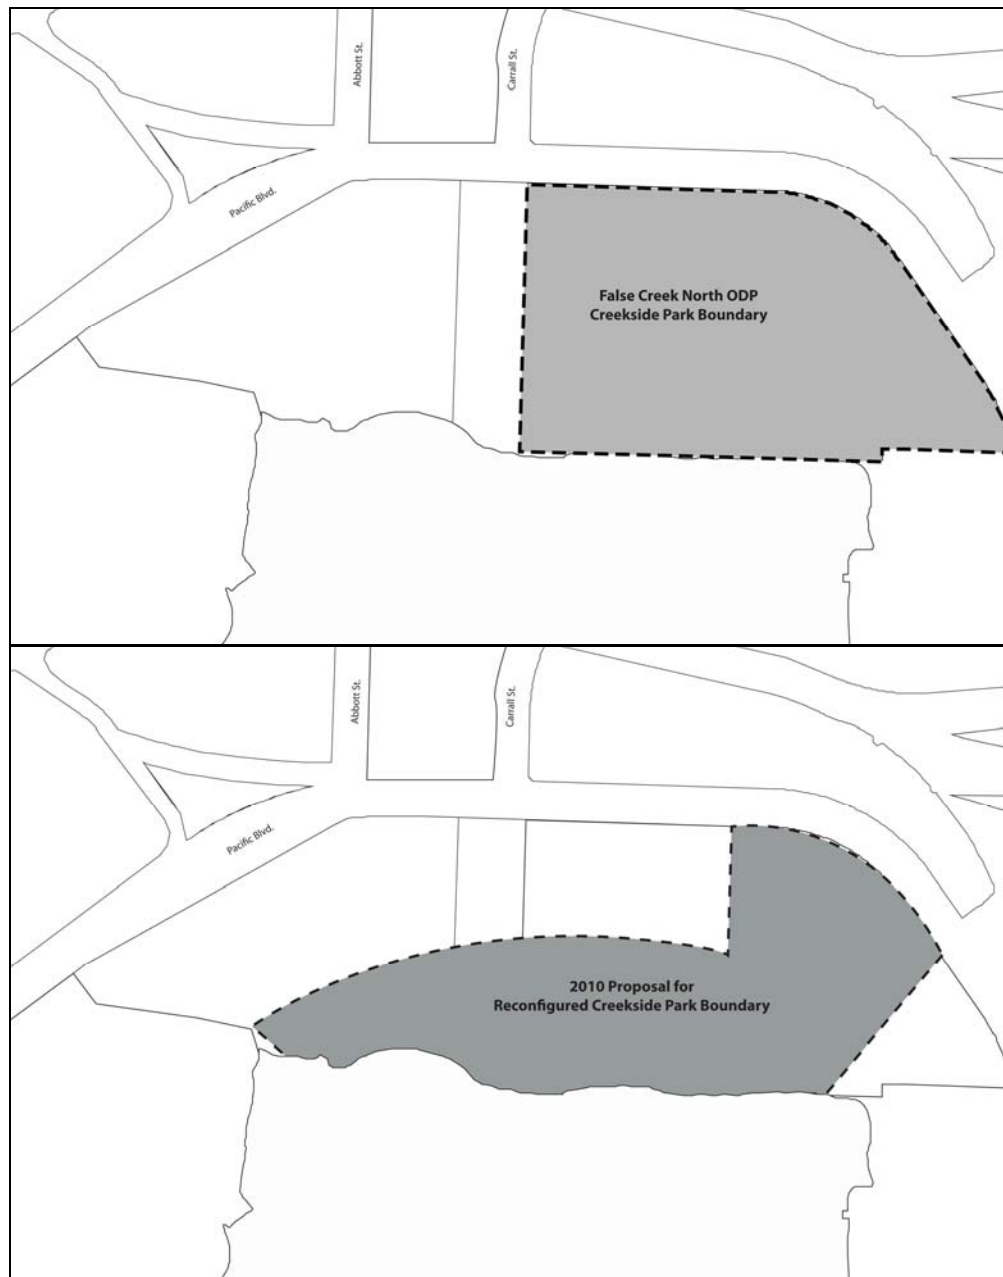 Abbott St.
Carrall St.
Pacific Blvd.
False Creek North ODP
Creekside Park Boundary
Abbott St.
Carrall St.
Pacific Blvd.
2010 Proposal for
Reconfigured Creekside Park Boundary